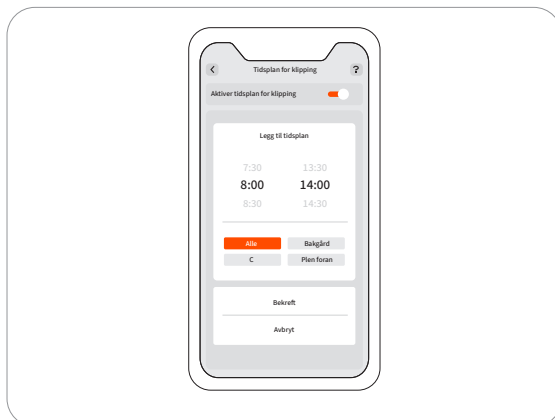 Tidsplan for klipping ?
Aktiver tidsplan for klipping
Legg til tidsplan
7:30 13:30
8:00 14:00
8:30 14:30
Alle Bakgård
C Plen foran
Bekreft
Avbryt